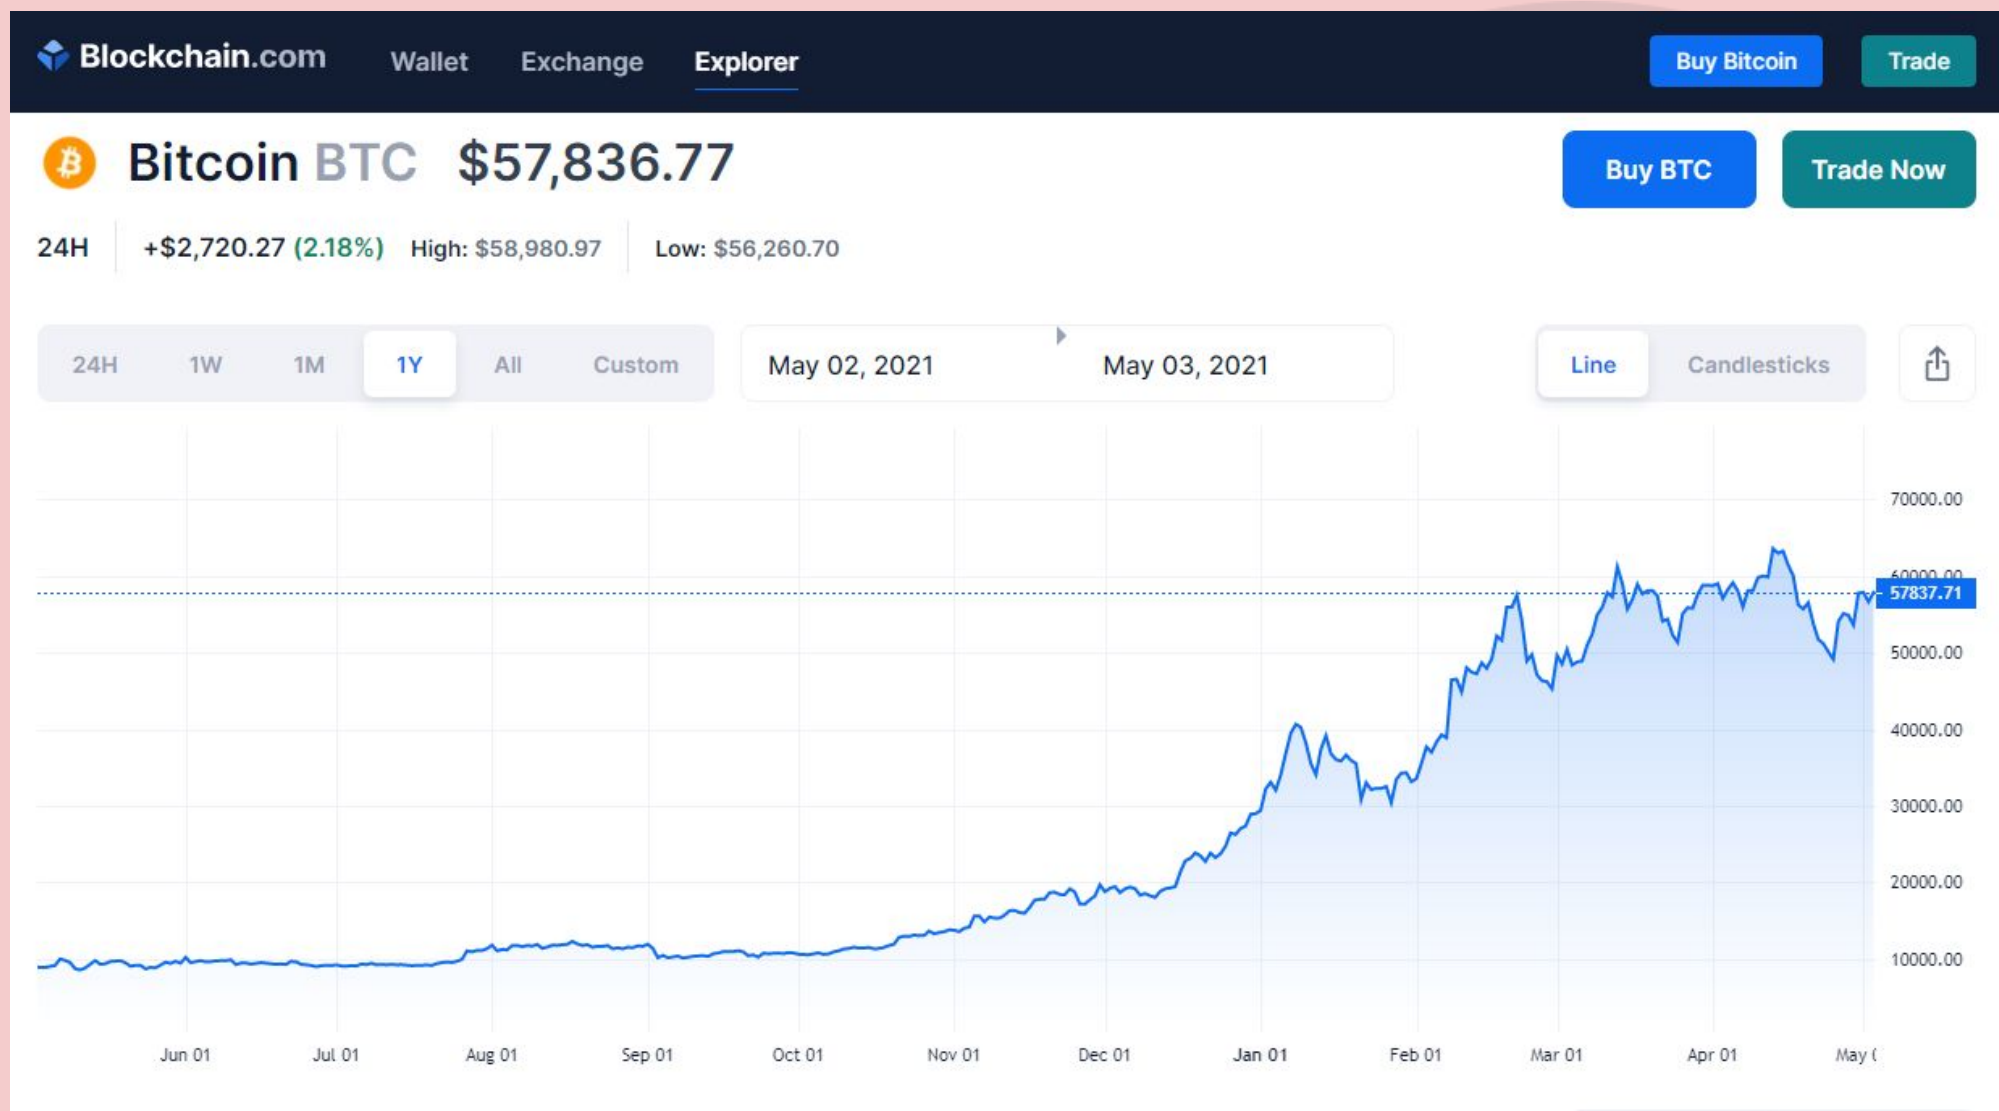 Blockchain.com Wallet Exchange Explorer Buy Bitcoin Trade
Bitcoin BTC $57,836.77 Buy BTC Trade Now
24H +$2,720.27 (2.18%) High: $58,980.97 Low: $56,260.70
24H 1W 1M 1Y All Custom May 02, 2021 May 03, 2021 Line Candlesticks
70000.00
60000.00
57837.71
50000.00
40000.00
30000.00
20000.00
10000.00
Jun 01 Jul 01 Aug 01 Sep 01 Oct 01 Nov 01 Dec 01 Jan 01 Feb 01 Mar 01 Apr 01 May